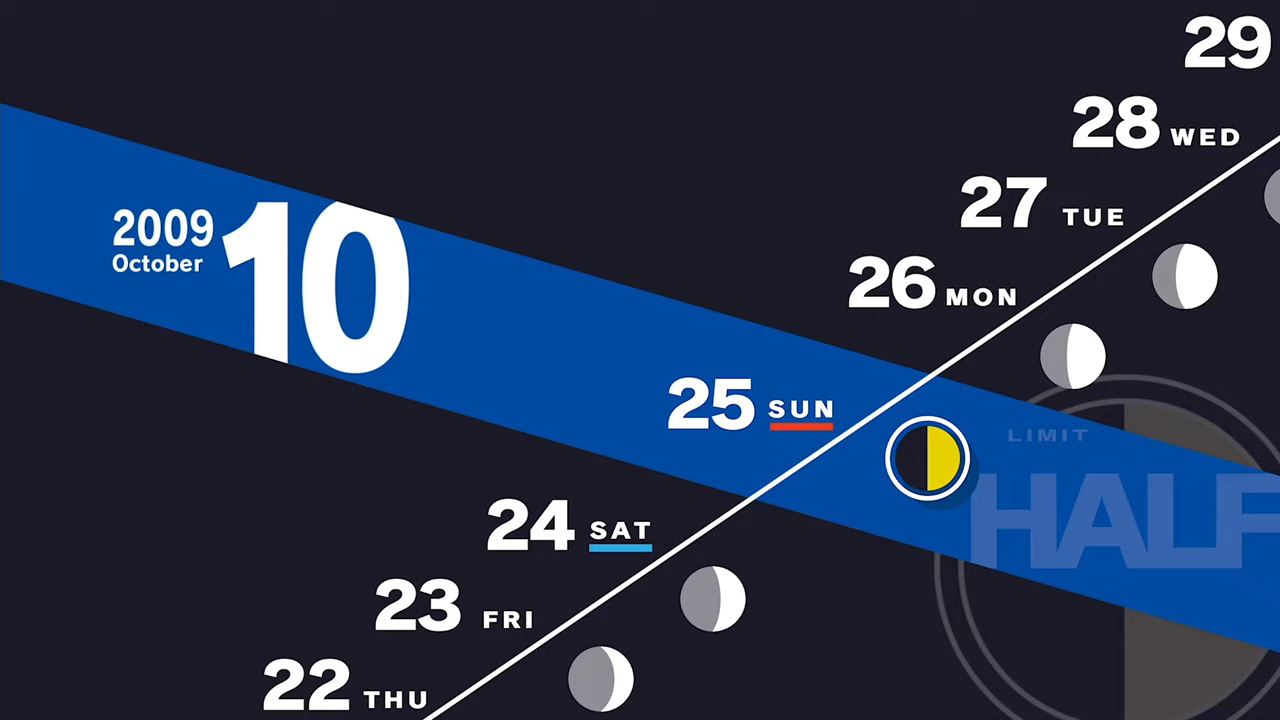 29
28 WED
27 TUE
2009
October
10
26 MON
25 SUN
LIMIT
HALF
24 SAT
23 FRI
22 THU